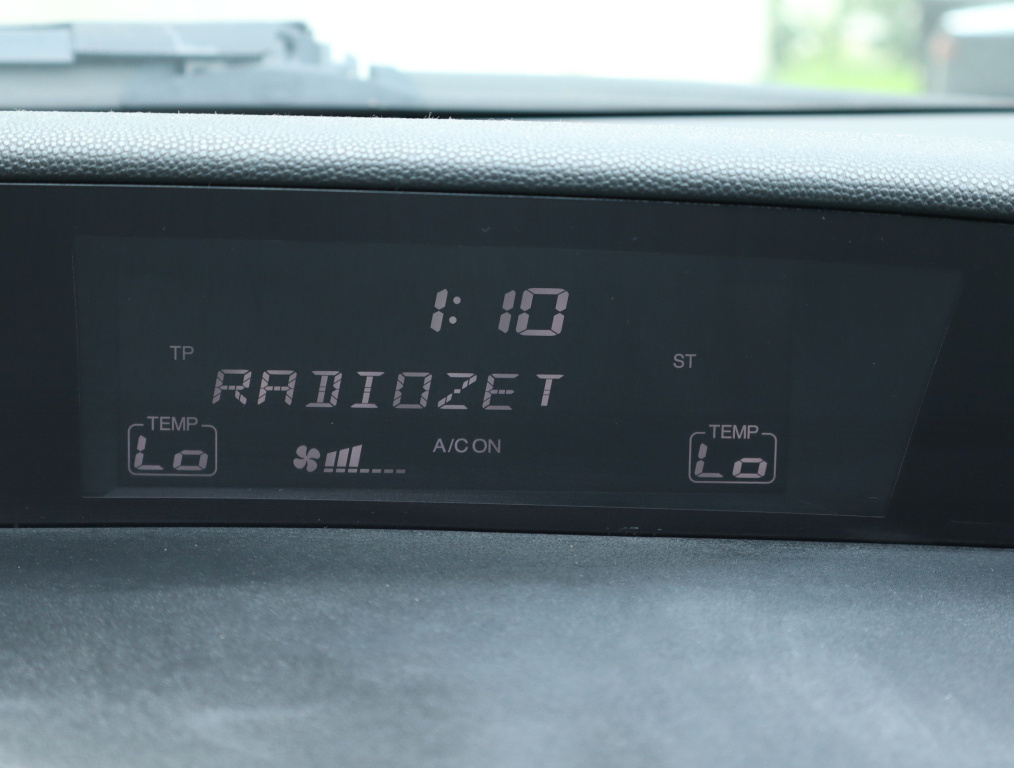 1:10
TP ST
RADIOZET
TEMP A/C ON TEMP
Lo Lo